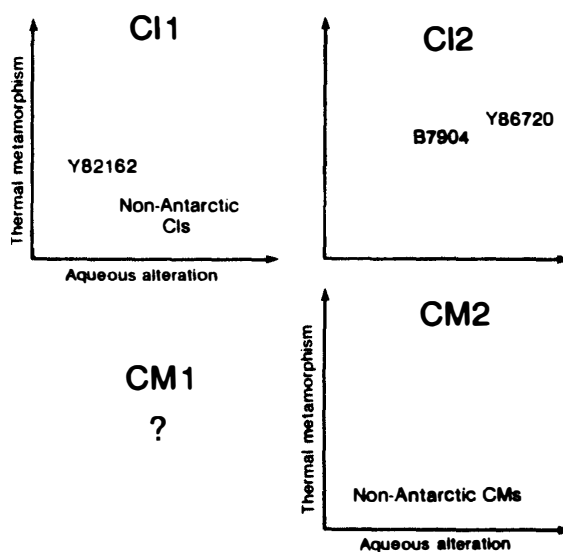 CI1
Thermal metamorphism
Y82162
Non-Antarctic
CIs
Aqueous alteration
CI2
Y86720
B7904
CM1
?
CM2
Thermal metamorphism
Non-Antarctic CMs
Aqueous alteration